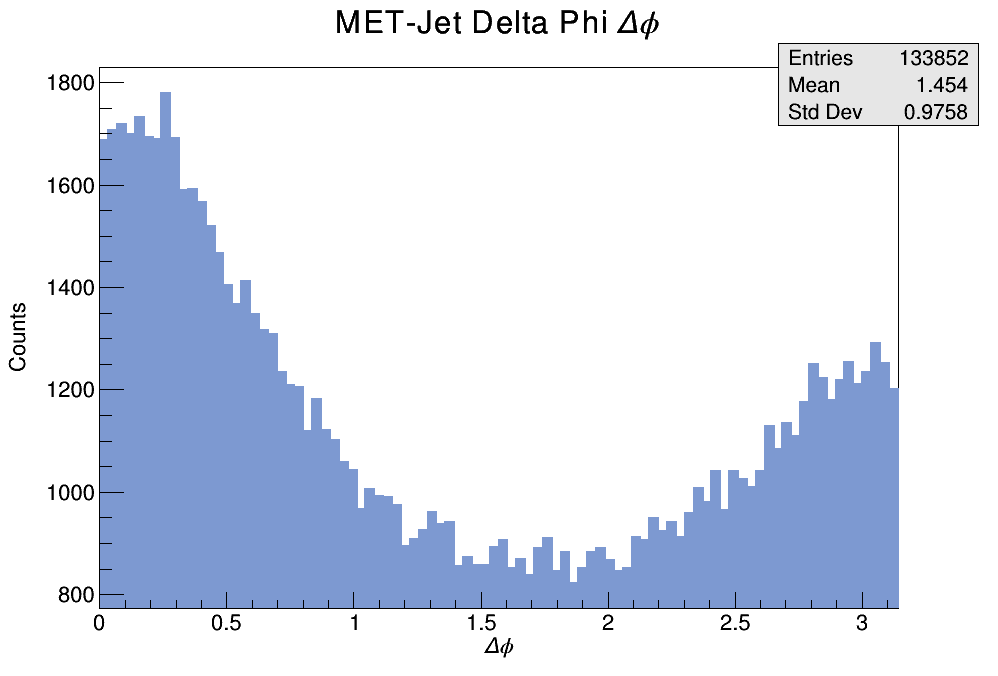 MET-Jet Delta Phi Δϕ
Entries 133852
Mean 1.454
Std Dev 0.9758
1800
1600
1400
1200
1000
800
Counts
0 0.5 1 1.5 2 2.5 3
Δϕ